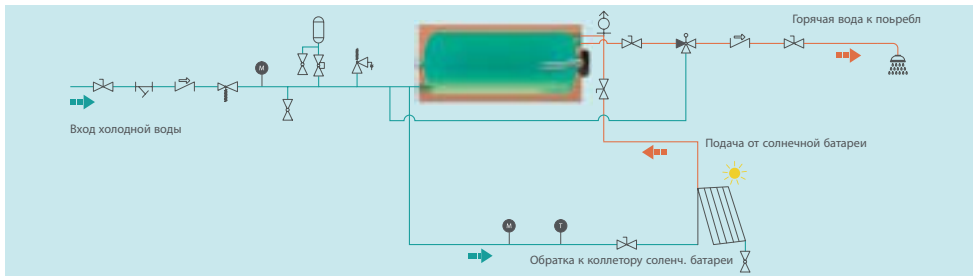 Горячая вода к поьребл
M
Вход холодной воды
Подача от солнечной батареи
M
T
Обратка к коллетору соленч. батареи